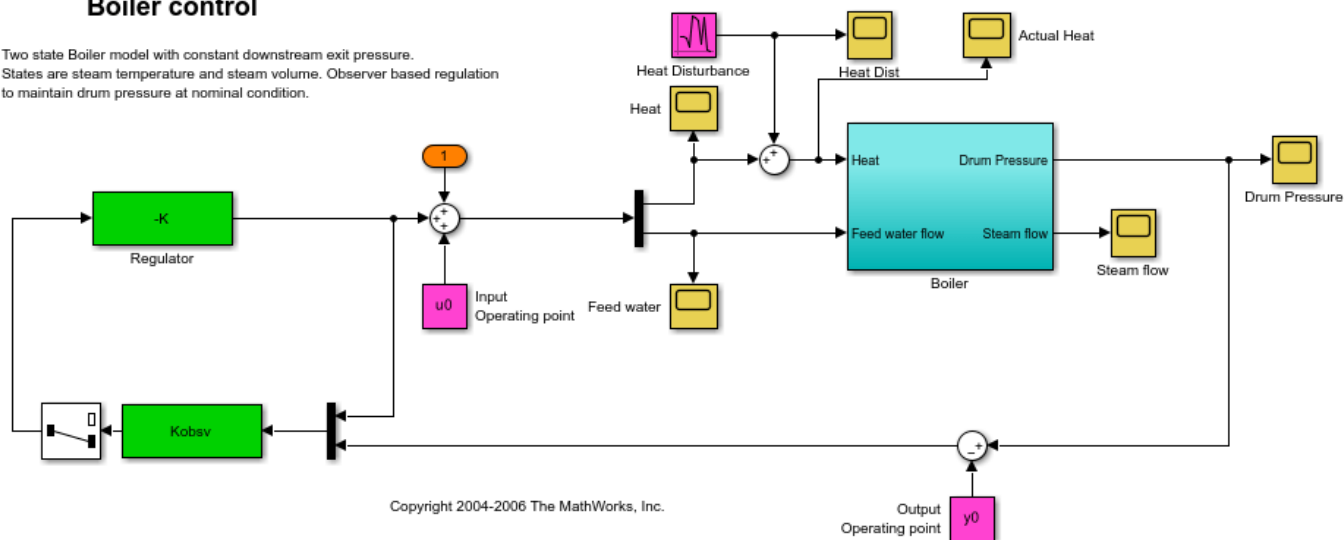 Boiler control
Two state Boiler model with constant downstream exit pressure.
States are steam temperature and steam volume. Observer based regulation
to maintain drum pressure at nominal condition.
Heat Disturbance
Heat Dist
Actual Heat
Heat
1
+
+
+
+
+
-K
Regulator
Heat
Drum Pressure
Feed water flow
Steam flow
Boiler
Drum Pressure
Steam flow
u0
Input
Operating point
Feed water
Kobsv
−
+
Copyright 2004-2006 The MathWorks, Inc.
Output
Operating point
y0